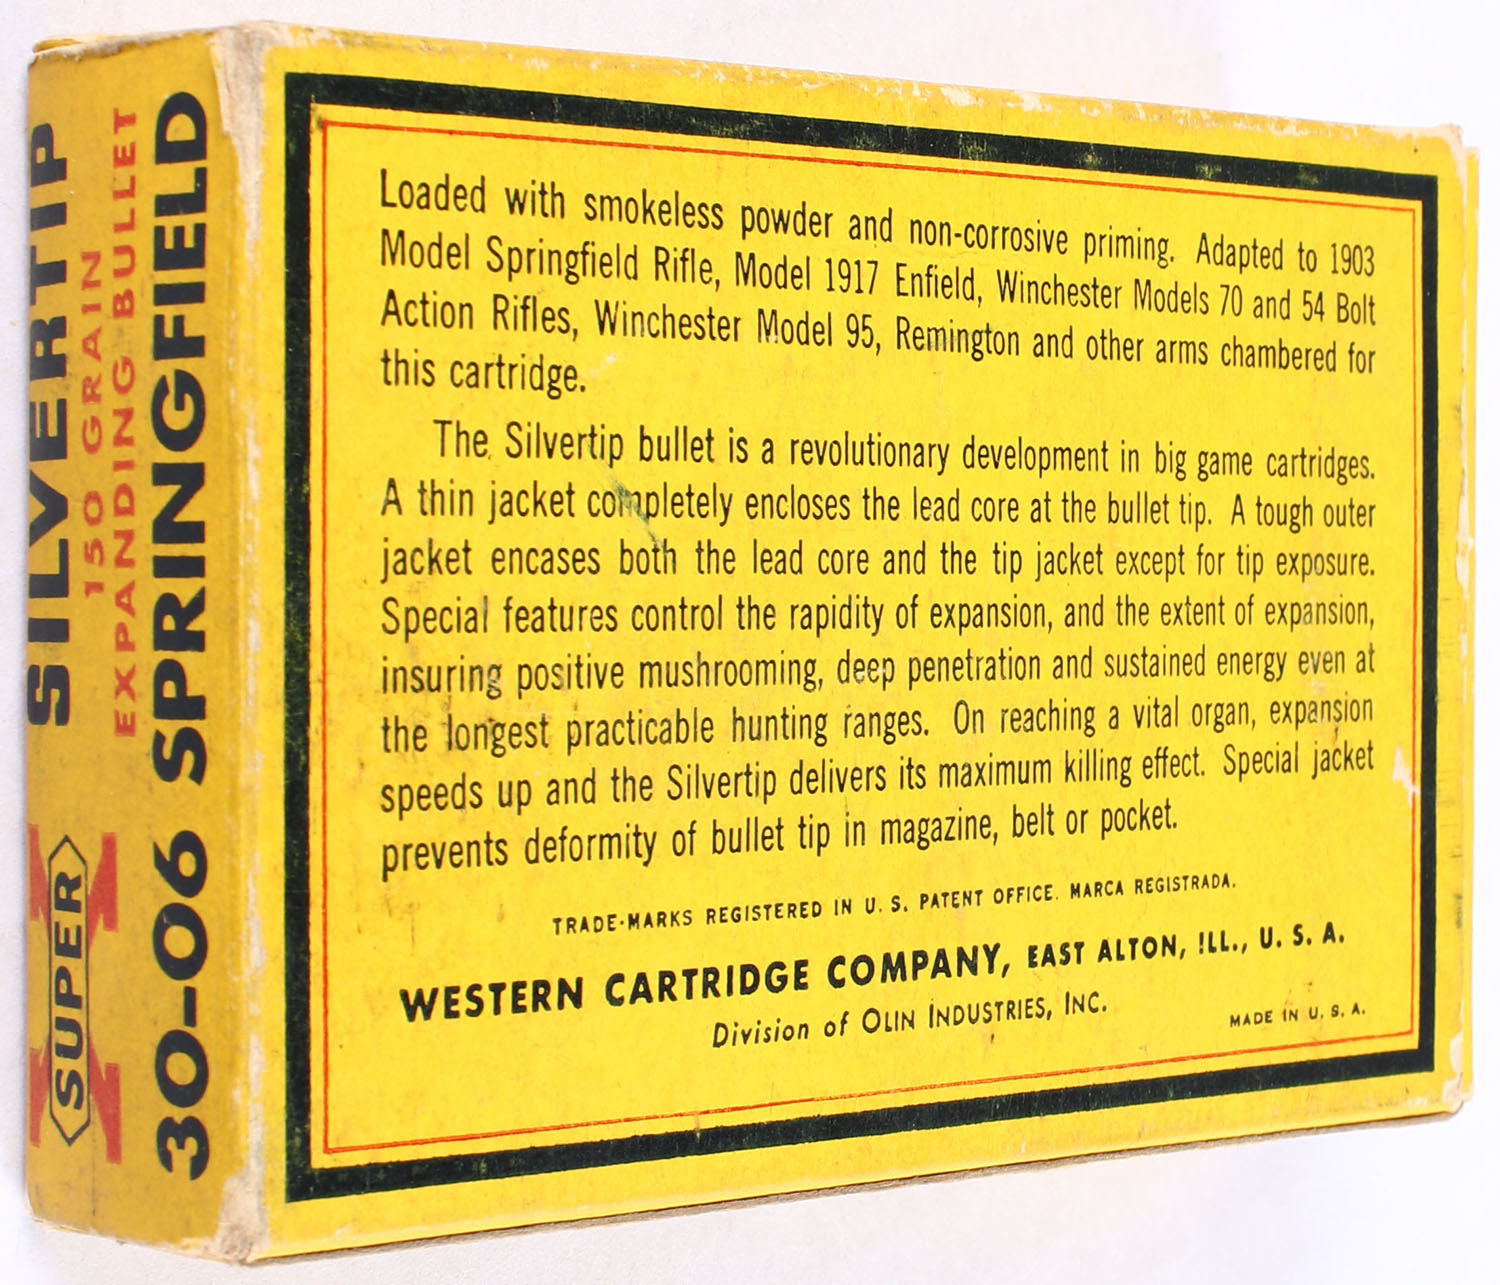 SUPER X
SILVERTIP
150 GRAIN
EXPANDING BULLET
30-06 SPRINGFIELD
Loaded with smokeless powder and non-corrosive priming. Adapted to 1903
Model Springfield Rifle, Model 1917 Enfield, Winchester Models 70 and 54 Bolt
Action Rifles, Winchester Model 95, Remington and other arms chambered for
this cartridge.
The Silvertip bullet is a revolutionary development in big game cartridges.
A thin jacket completely encloses the lead core at the bullet tip. A tough outer
jacket encases both the lead core and the tip jacket except for tip exposure.
Special features control the rapidity of expansion, and the extent of expansion,
insuring positive mushrooming, deep penetration and sustained energy even at
the longest practicable hunting ranges. On reaching a vital organ, expansion
speeds up and the Silvertip delivers its maximum killing effect. Special jacket
prevents deformity of bullet tip in magazine, belt or pocket.
TRADE-MARKS REGISTERED IN U. S. PATENT OFFICE. MARCA REGISTRADA.
WESTERN CARTRIDGE COMPANY, EAST ALTON, ILL., U. S. A.
Division of OLIN INDUSTRIES, INC.
MADE IN U. S. A.